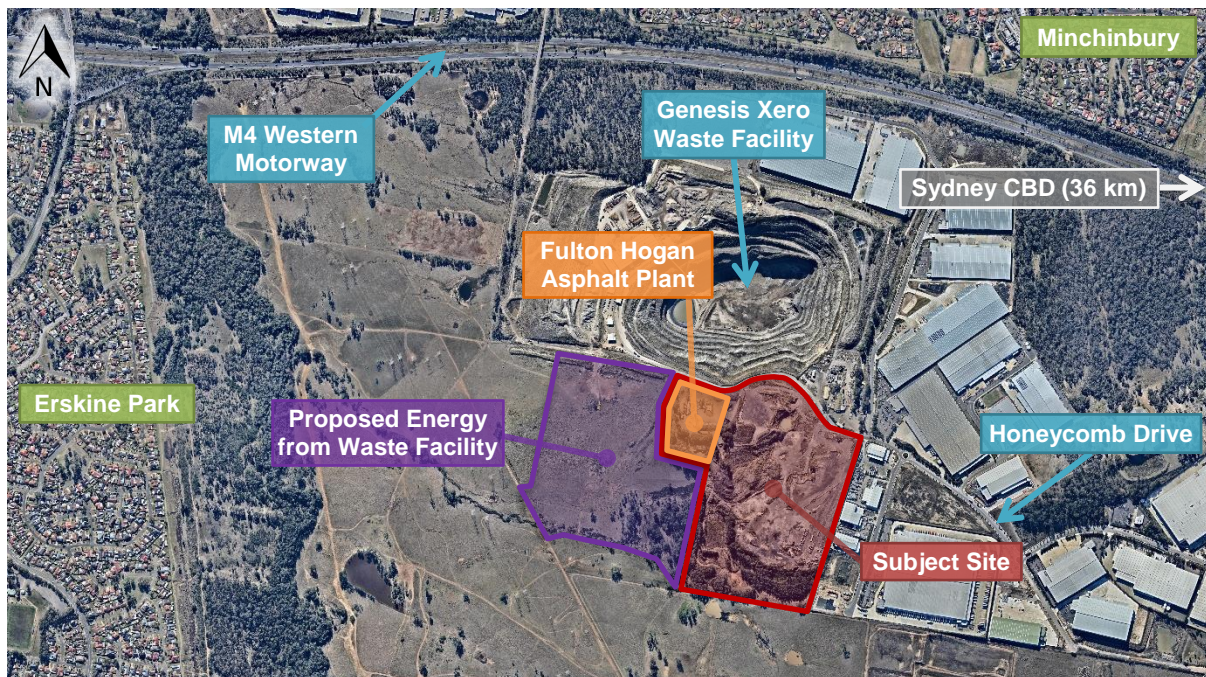 Minchinbury
N
M4 Western
Motorway
Genesis Xero
Waste Facility
Sydney CBD (36 km)
Fulton Hogan
Asphalt Plant
Erskine Park
Proposed Energy
from Waste Facility
Honeycomb Drive
Subject Site